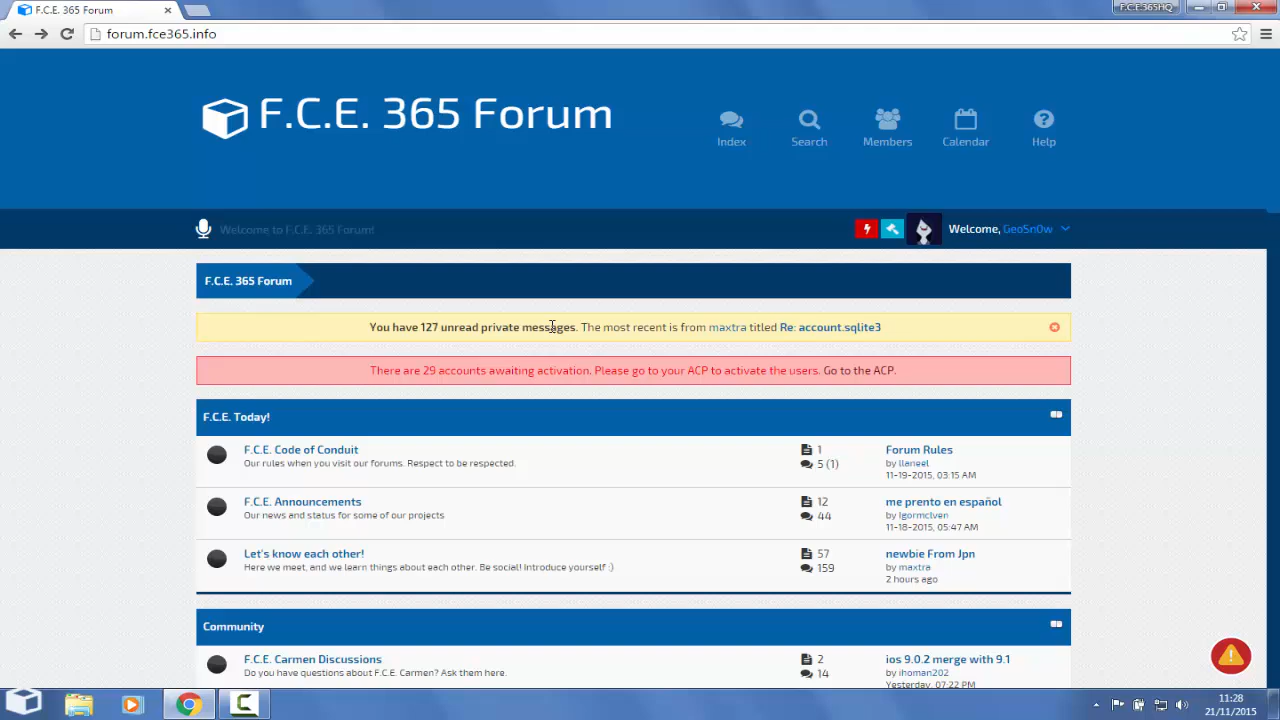 F.C.E. 365 Forum
F.C.E365HQ
forum.fce365.info
F.C.E. 365 Forum
Index
Search
Members
Calendar
Help
Welcome to F.C.E. 365 Forum!
Welcome, GeoSn0w
F.C.E. 365 Forum
You have 127 unread private messages. The most recent is from maxtra titled Re: account.sqlite3
There are 29 accounts awaiting activation. Please go to your ACP to activate the users. Go to the ACP.
F.C.E. Today!
F.C.E. Code of Conduit
Our rules when you visit our forums. Respect to be respected.
1
5 (1)
Forum Rules
by llaneel
11-19-2015, 03:15 AM
F.C.E. Announcements
Our news and status for some of our projects
12
44
me prento en español
by Igormclven
11-18-2015, 05:47 AM
Let's know each other!
Here we meet, and we learn things about each other. Be social! Introduce yourself :)
57
159
newbie From Jpn
by maxtra
2 hours ago
Community
F.C.E. Carmen Discussions
Do you have questions about F.C.E. Carmen? Ask them here.
2
14
ios 9.0.2 merge with 9.1
by ihoman202
Yesterday, 07:22 PM
11:28
21/11/2015